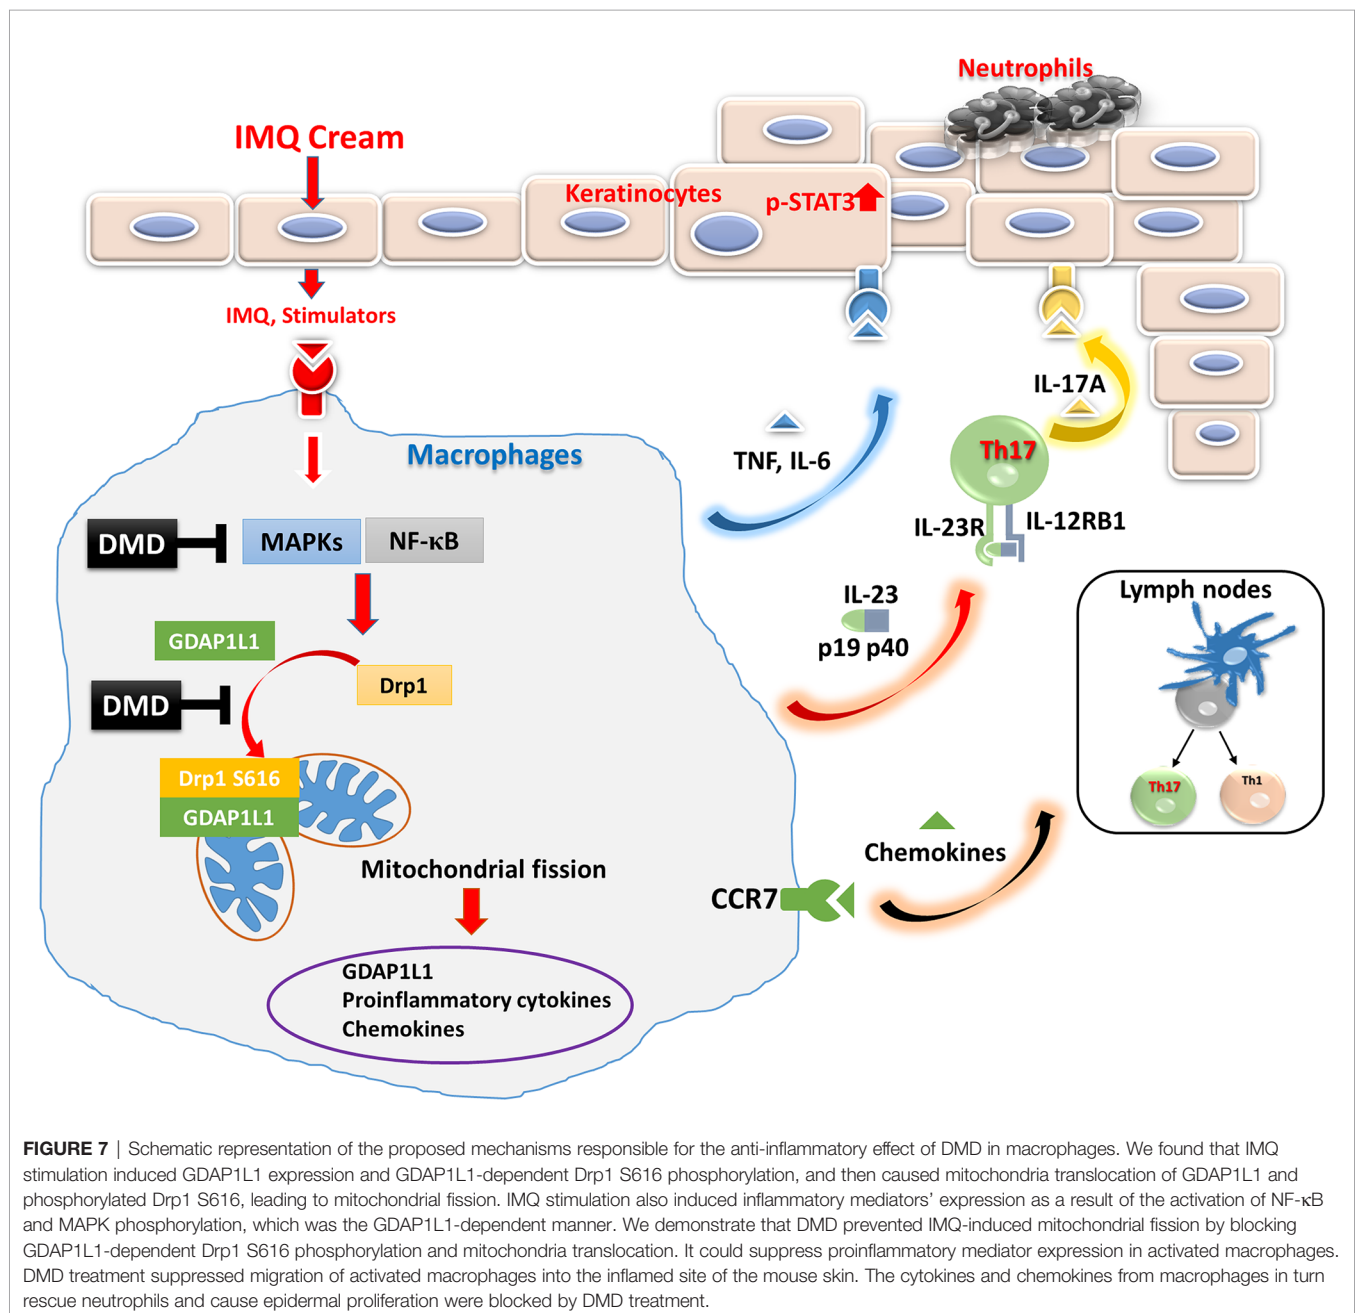 Neutrophils
IMQ Cream
Keratinocytes
p-STAT3
IMQ, Stimulators
IL-17A
Macrophages
TNF, IL-6
Th17
IL-23R
IL-12RB1
DMD
MAPKs
NF-κB
Lymph nodes
IL-23
p19 p40
GDAP1L1
Drp1
DMD
Drp1 S616
GDAP1L1
Th17
Th1
Chemokines
Mitochondrial fission
CCR7
GDAP1L1
Proinflammatory cytokines
Chemokines
FIGURE 7 | Schematic representation of the proposed mechanisms responsible for the anti-inflammatory effect of DMD in macrophages. We found that IMQ
stimulation induced GDAP1L1 expression and GDAP1L1-dependent Drp1 S616 phosphorylation, and then caused mitochondria translocation of GDAP1L1 and
phosphorylated Drp1 S616, leading to mitochondrial fission. IMQ stimulation also induced inflammatory mediators’ expression as a result of the activation of NF-κB
and MAPK phosphorylation, which was the GDAP1L1-dependent manner. We demonstrate that DMD prevented IMQ-induced mitochondrial fission by blocking
GDAP1L1-dependent Drp1 S616 phosphorylation and mitochondria translocation. It could suppress proinflammatory mediator expression in activated macrophages.
DMD treatment suppressed migration of activated macrophages into the inflamed site of the mouse skin. The cytokines and chemokines from macrophages in turn
rescue neutrophils and cause epidermal proliferation were blocked by DMD treatment.